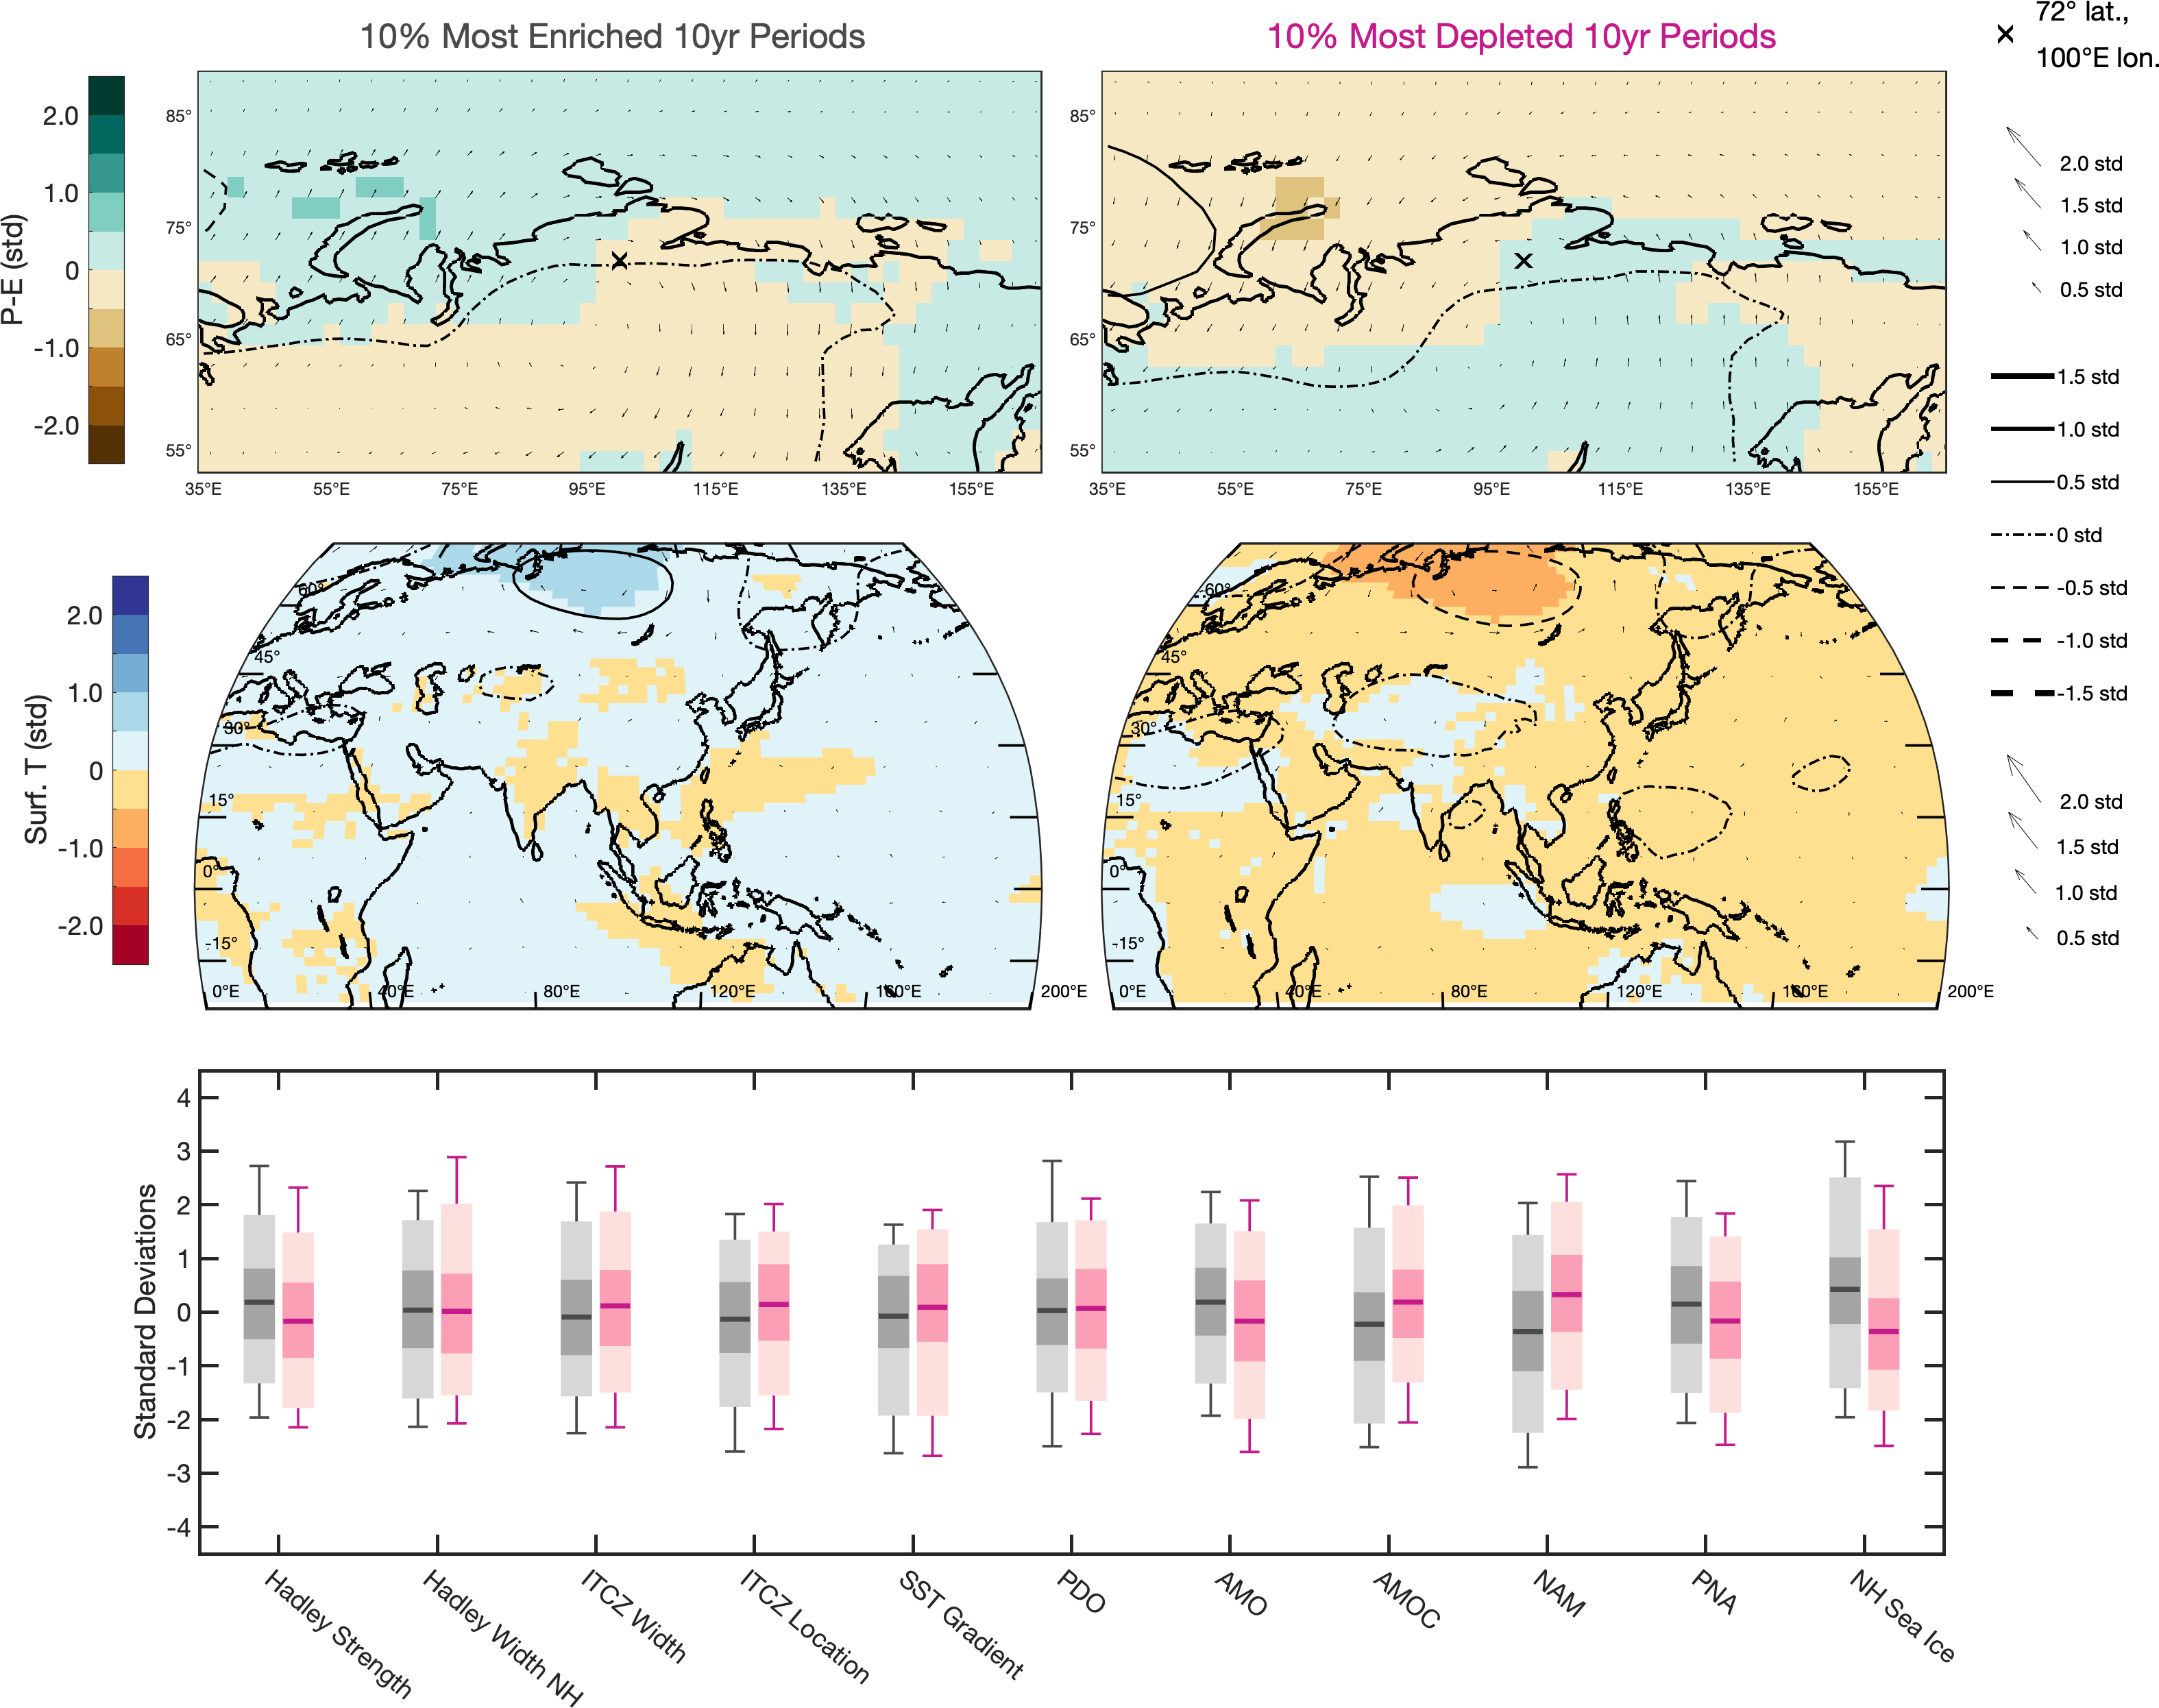 10% Most Enriched 10yr Periods
10% Most Depleted 10yr Periods
72° lat.,
100°E lon.
P-E (std)
2.0
1.0
0
-1.0
-2.0
85°
75°
65°
55°
35°E 55°E 75°E 95°E 115°E 135°E 155°E
85°
75°
65°
55°
35°E 55°E 75°E 95°E 115°E 135°E 155°E
2.0 std
1.5 std
1.0 std
0.5 std
1.5 std
1.0 std
0.5 std
0 std
-0.5 std
-1.0 std
-1.5 std
Surf. T (std)
2.0
1.0
0
-1.0
-2.0
60°
45°
30°
15°
0°
-15°
0°E 40°E 80°E 120°E 160°E 200°E
60°
45°
30°
15°
0°
-15°
0°E 40°E 80°E 120°E 160°E 200°E
2.0 std
1.5 std
1.0 std
0.5 std
Standard Deviations
4
3
2
1
0
-1
-2
-3
-4
Hadley Strength
Hadley Width NH
ITCZ Width
ITCZ Location
SST Gradient
PDO
AMO
AMOC
NAM
PNA
NH Sea Ice